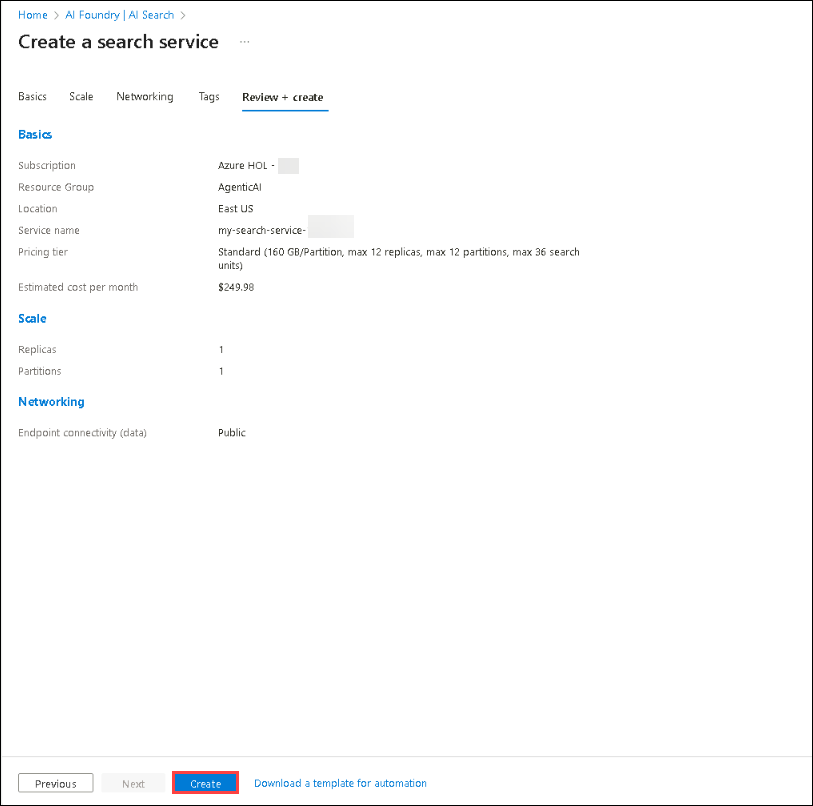 Home > AI Foundry | AI Search >
Create a search service ...
Basics Scale Networking Tags Review + create
Basics
Subscription Azure HOL -
Resource Group AgenticAI
Location East US
Service name my-search-service-
Pricing tier Standard (160 GB/Partition, max 12 replicas, max 12 partitions, max 36 search
units)
Estimated cost per month $249.98
Scale
Replicas 1
Partitions 1
Networking
Endpoint connectivity (data) Public
Previous Next Create Download a template for automation